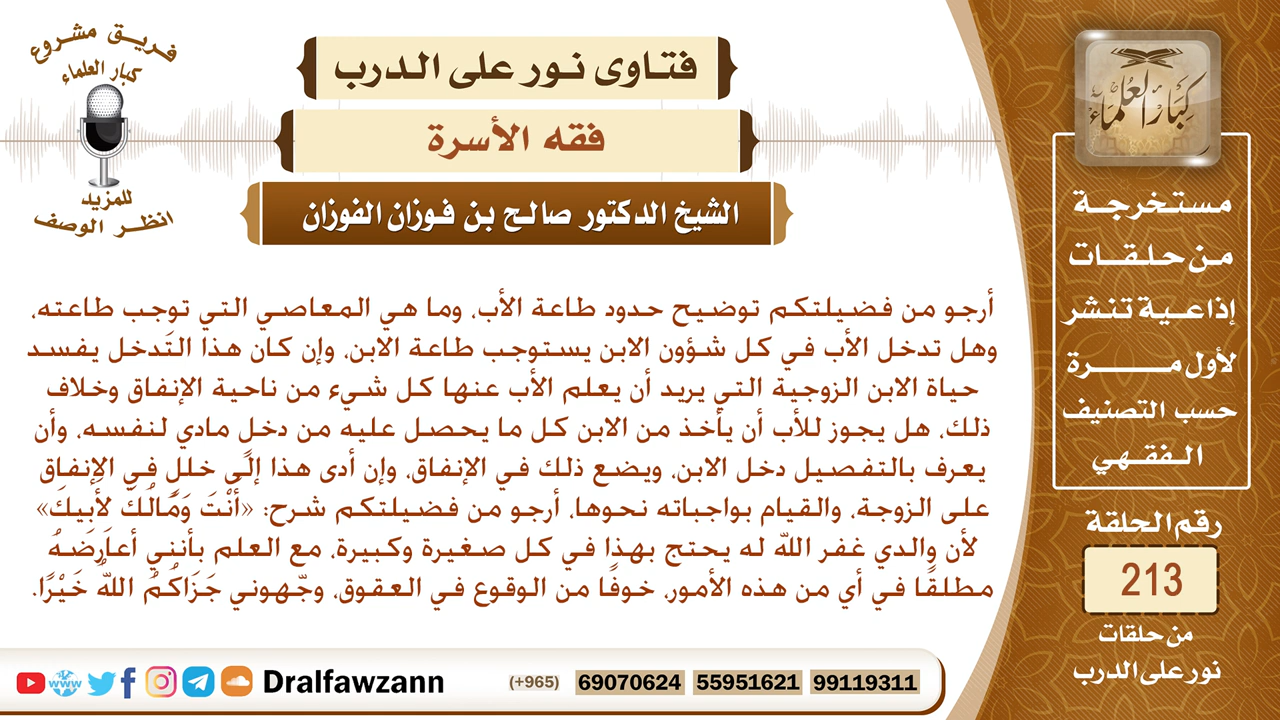 فريق مشروع
كبار العلماء
للمزيد
انظر الوصف
فتاوى نور على الدرب
فقه الأسرة
الشيخ الدكتور صالح بن فوزان الفوزان
أرجو من فضيلتكم توضيح حدود طاعة الأب، وما هي المعاصي التي توجب طاعته،
وهل تدخل الأب في كل شؤون الابن يستوجب طاعة الابن، وإن كان هذا التَدخل يفسد
حياة الابن الزوجية التي يريد أن يعلم الأب عنها كل شيء من ناحية الإنفاق وخلاف
ذلك، هل يجوز للأب أن يأخذ من الابن كل ما يحصل عليه من دخلٍ مادي لنفسه، وأن
يعرف بالتفصيل دخل الابن، ويضع ذلك في الإنفاق، وإن أدى هذا إلى خللٍ في الإنفاق
على الزوجة، والقيام بواجباته نحوها، أرجو من فضيلتكم شرح: «أَنْتَ وَمَالُكَ لأَبِيكَ»
لأن والدي غفر اللّه له يحتج بهذا في كل صغيرة وكبيرة، مع العلم بأنني أعاَرِضَهُ
مطلقًا في أي من هذه الأمور، خوفًا من الوقوع في العقوق، وجّهوني جَزَاكُمُ اللَّهُ خَيْرًا.
كبار العلماء
مستخرجة
من حلقات
إذاعية تنشر
لأول مرة
حسب التصنيف
الفقهي
رقم الحلقة
213
من حلقات
نور على الدرب
www
Dralfawzann
(+965) 69070624 55951621 99119311